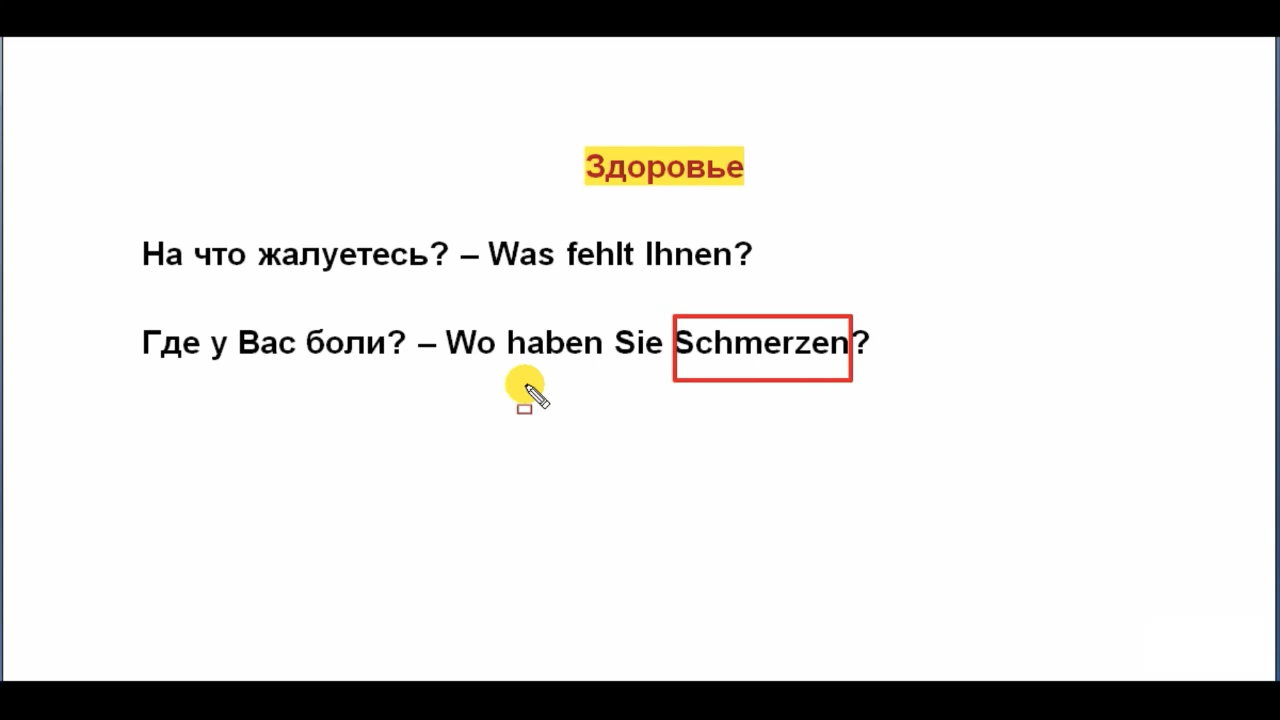 Здоровье
На что жалуетесь? – Was fehlt Ihnen?
Где у Вас боли? – Wo haben Sie Schmerzen?